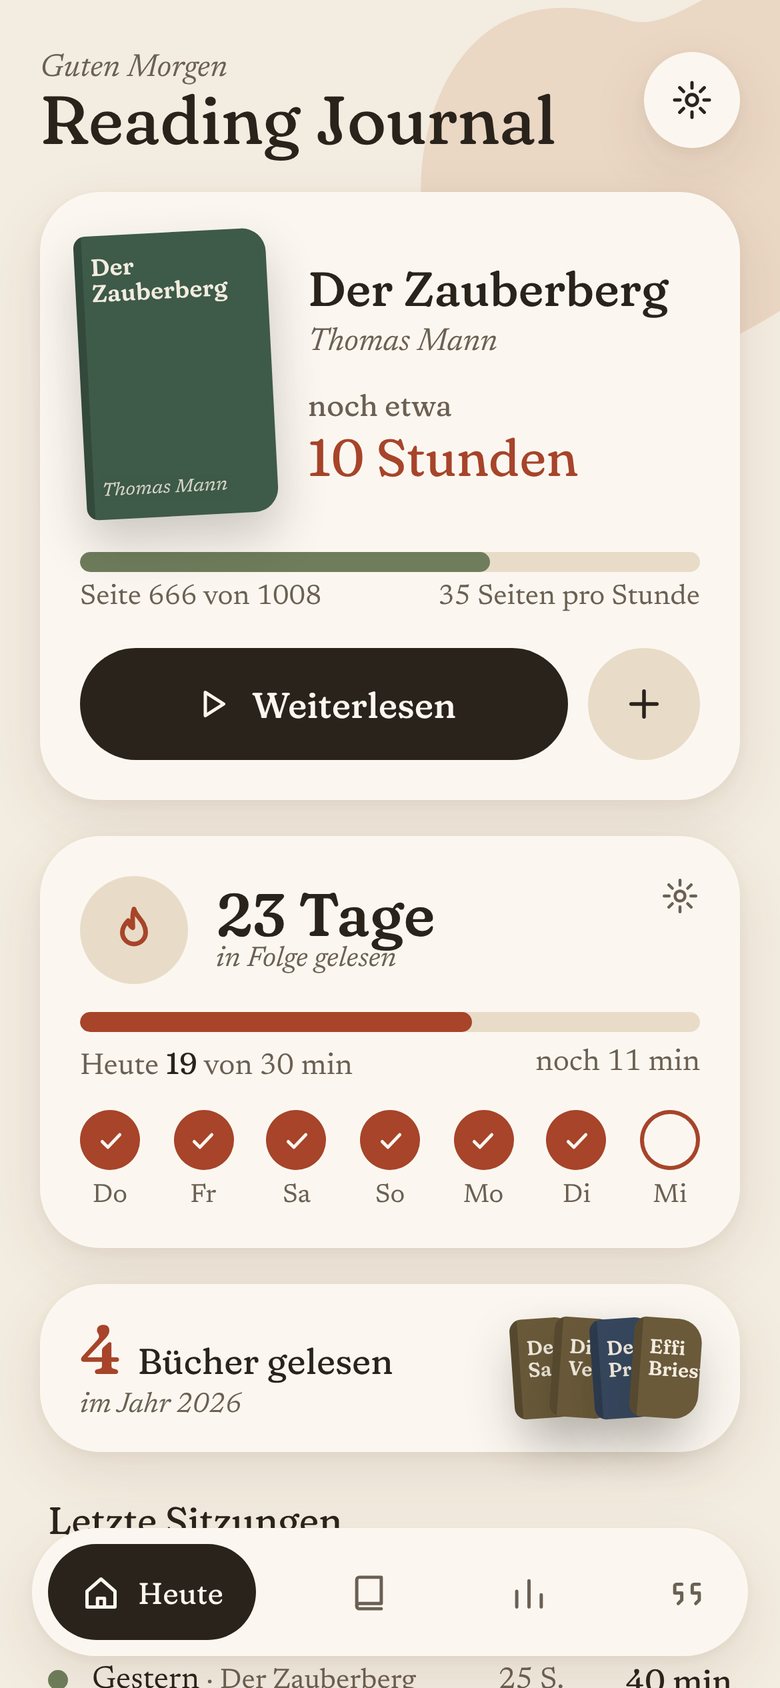 Guten Morgen
Reading Journal
Der
Zauberberg
Thomas Mann
Der Zauberberg
Thomas Mann
noch etwa
10 Stunden
Seite 666 von 1008
35 Seiten pro Stunde
Weiterlesen
23 Tage
in Folge gelesen
Heute 19 von 30 min
noch 11 min
Do Fr Sa So Mo Di Mi
4 Bücher gelesen
im Jahr 2026
De
Sa
Di
Ve
De
Pr
Effi
Bries
Letzte Sitzungen
Heute
Gestern · Der Zauberberg 25 S. 40 min